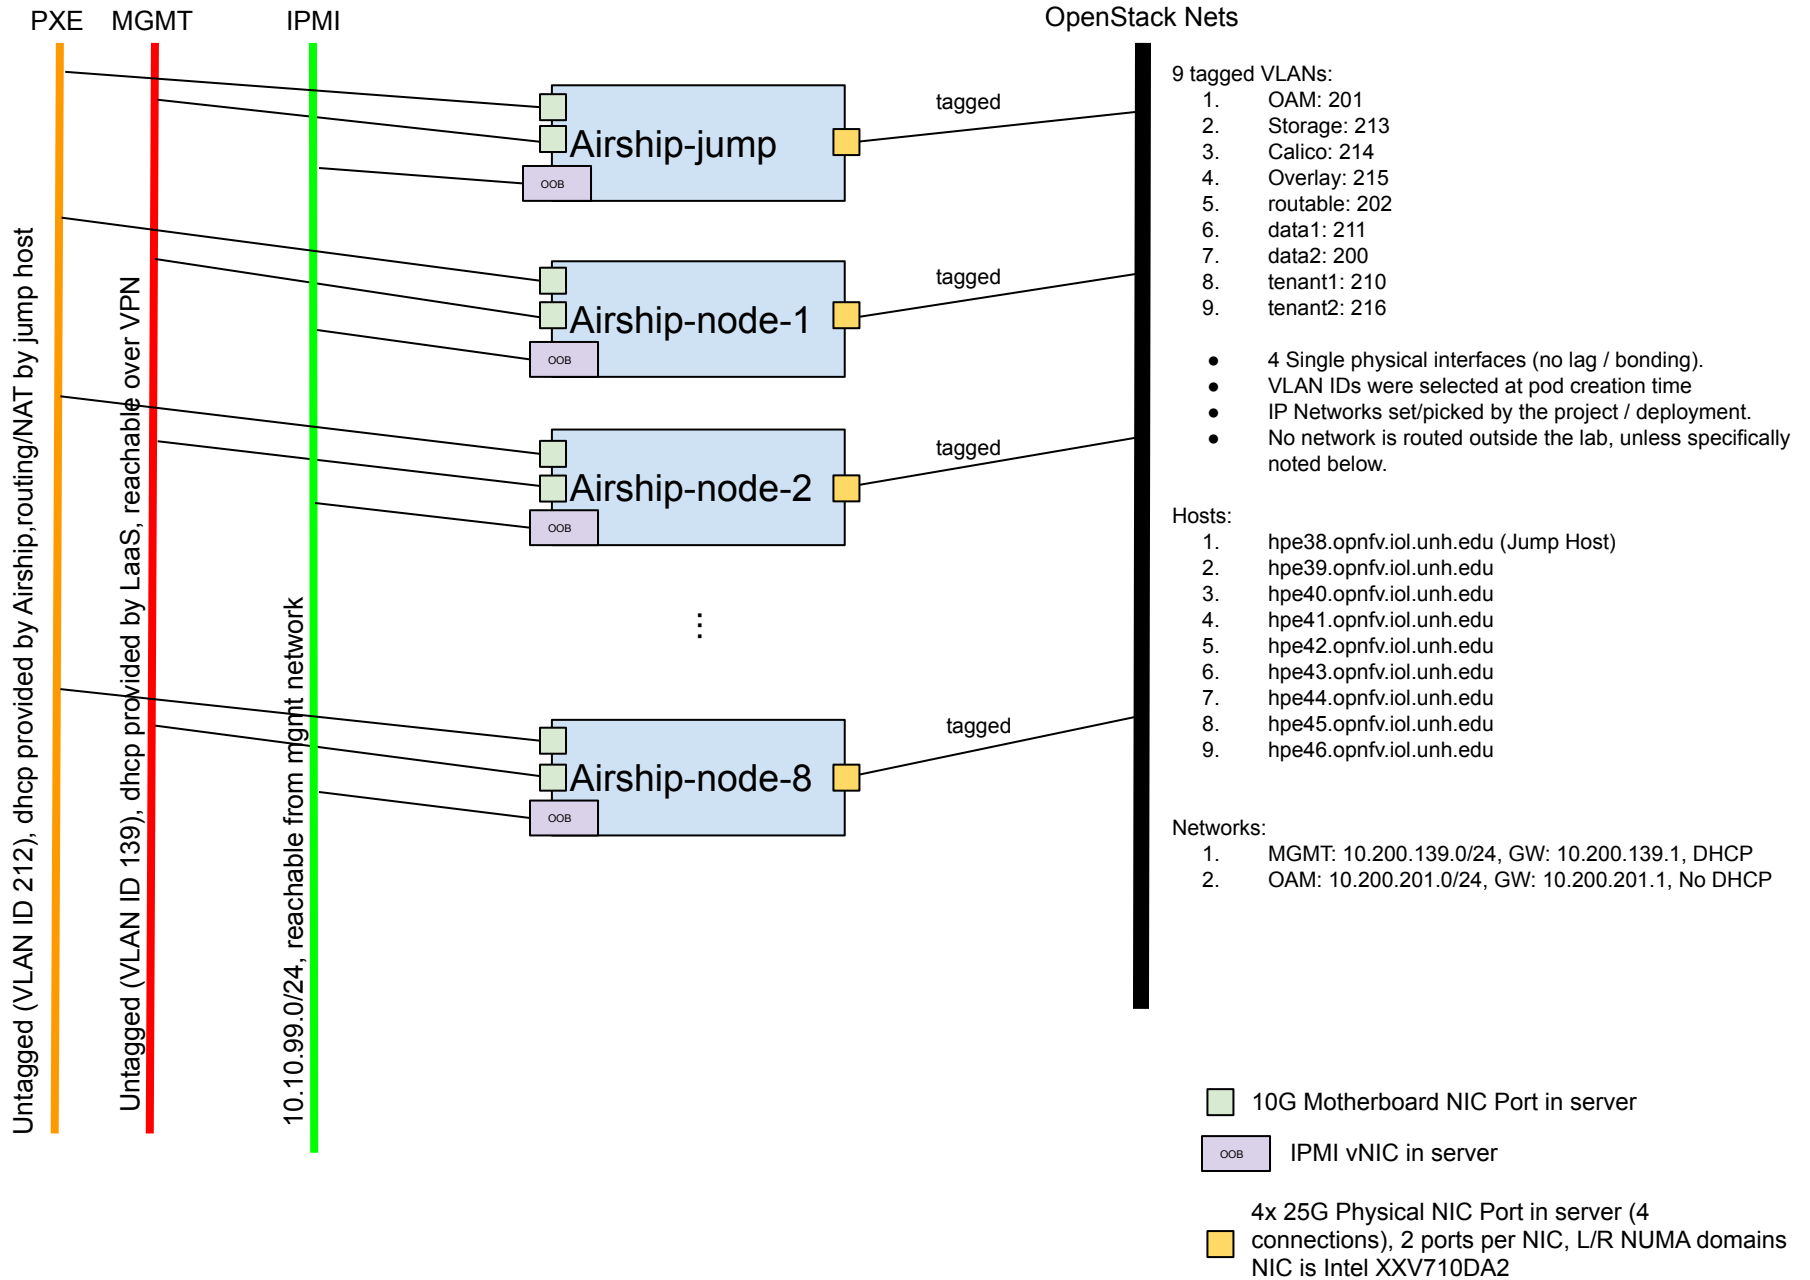 PXE
MGMT
IPMI
OpenStack Nets
Untagged (VLAN ID 212), dhcp provided by Airship,routing/NAT by jump host
Untagged (VLAN ID 139), dhcp provided by LaaS, reachable over VPN
10.10.99.0/24, reachable from mgmt network
Airship-jump
OOB
tagged
Airship-node-1
OOB
tagged
Airship-node-2
OOB
tagged
⋮
Airship-node-8
OOB
tagged
9 tagged VLANs:
1. OAM: 201
2. Storage: 213
3. Calico: 214
4. Overlay: 215
5. routable: 202
6. data1: 211
7. data2: 200
8. tenant1: 210
9. tenant2: 216
● 4 Single physical interfaces (no lag / bonding).
● VLAN IDs were selected at pod creation time
● IP Networks set/picked by the project / deployment.
● No network is routed outside the lab, unless specifically
noted below.
Hosts:
1. hpe38.opnfv.iol.unh.edu (Jump Host)
2. hpe39.opnfv.iol.unh.edu
3. hpe40.opnfv.iol.unh.edu
4. hpe41.opnfv.iol.unh.edu
5. hpe42.opnfv.iol.unh.edu
6. hpe43.opnfv.iol.unh.edu
7. hpe44.opnfv.iol.unh.edu
8. hpe45.opnfv.iol.unh.edu
9. hpe46.opnfv.iol.unh.edu
Networks:
1. MGMT: 10.200.139.0/24, GW: 10.200.139.1, DHCP
2. OAM: 10.200.201.0/24, GW: 10.200.201.1, No DHCP
10G Motherboard NIC Port in server
OOB
IPMI vNIC in server
4x 25G Physical NIC Port in server (4
connections), 2 ports per NIC, L/R NUMA domains
NIC is Intel XXV710DA2